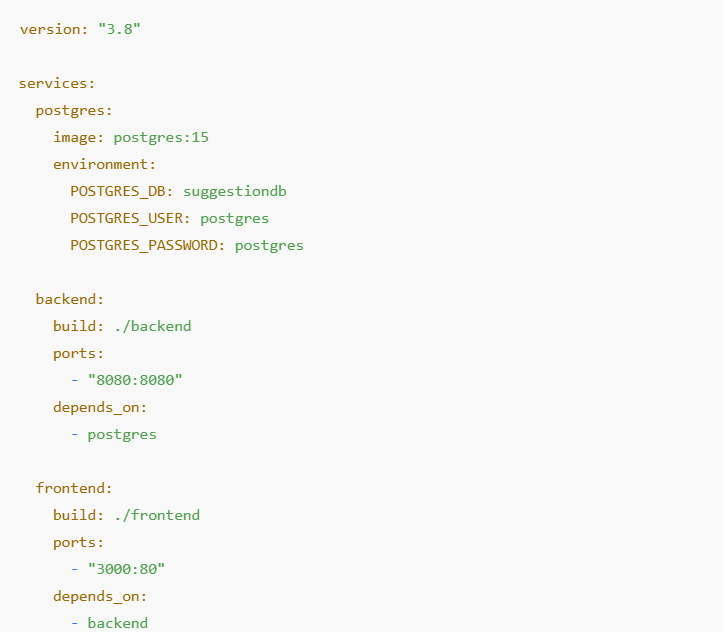 version: "3.8"

services:
  postgres:
    image: postgres:15
    environment:
      POSTGRES_DB: suggestiondb
      POSTGRES_USER: postgres
      POSTGRES_PASSWORD: postgres

  backend:
    build: ./backend
    ports:
      - "8080:8080"
    depends_on:
      - postgres

  frontend:
    build: ./frontend
    ports:
      - "3000:80"
    depends_on:
      - backend